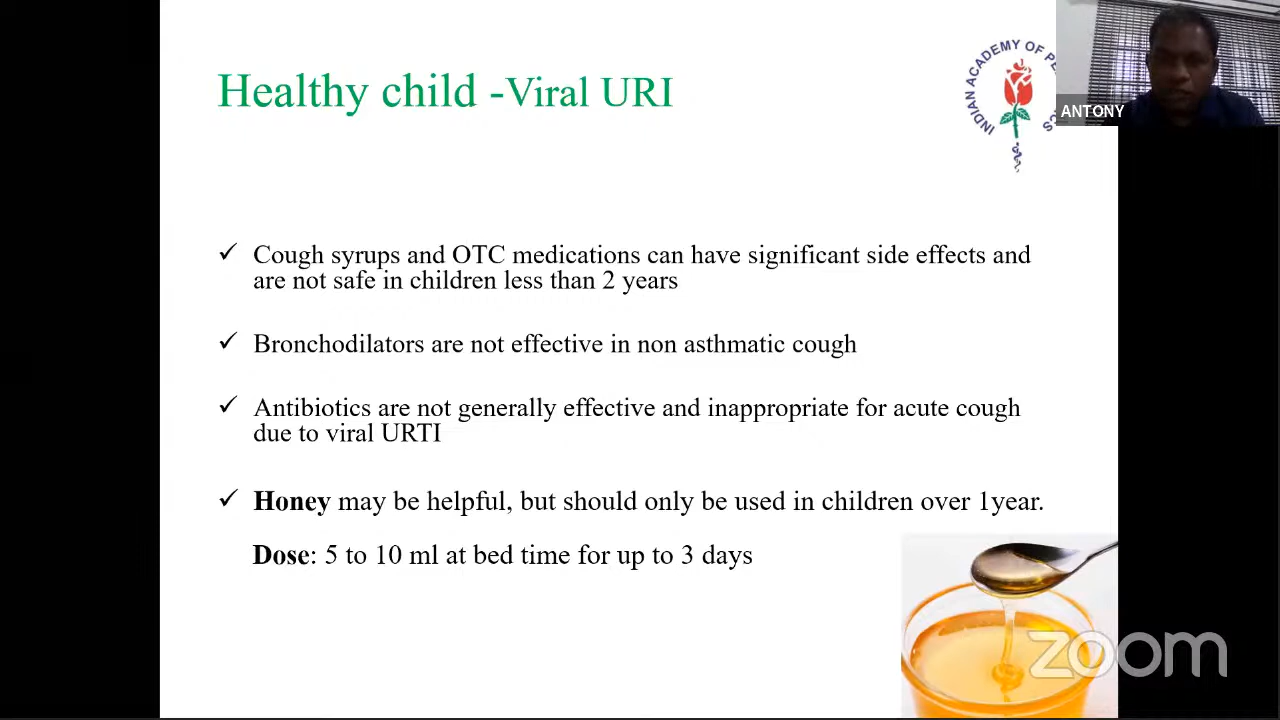 Healthy child -Viral URI
INDIAN ACADEMY OF
ANTONY
✓ Cough syrups and OTC medications can have significant side effects and
are not safe in children less than 2 years
✓ Bronchodilators are not effective in non asthmatic cough
✓ Antibiotics are not generally effective and inappropriate for acute cough
due to viral URTI
✓ Honey may be helpful, but should only be used in children over 1year.
Dose: 5 to 10 ml at bed time for up to 3 days
zoom